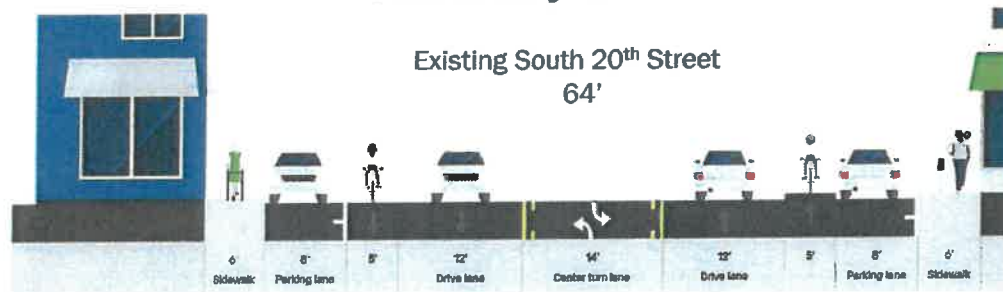 Existing South 20th Street
64'
6' 8' 5' 12' 14' 12' 5' 8' 6'
Sidewalk Parking lane Drive lane Center turn lane Drive lane Parking lane Sidewalk